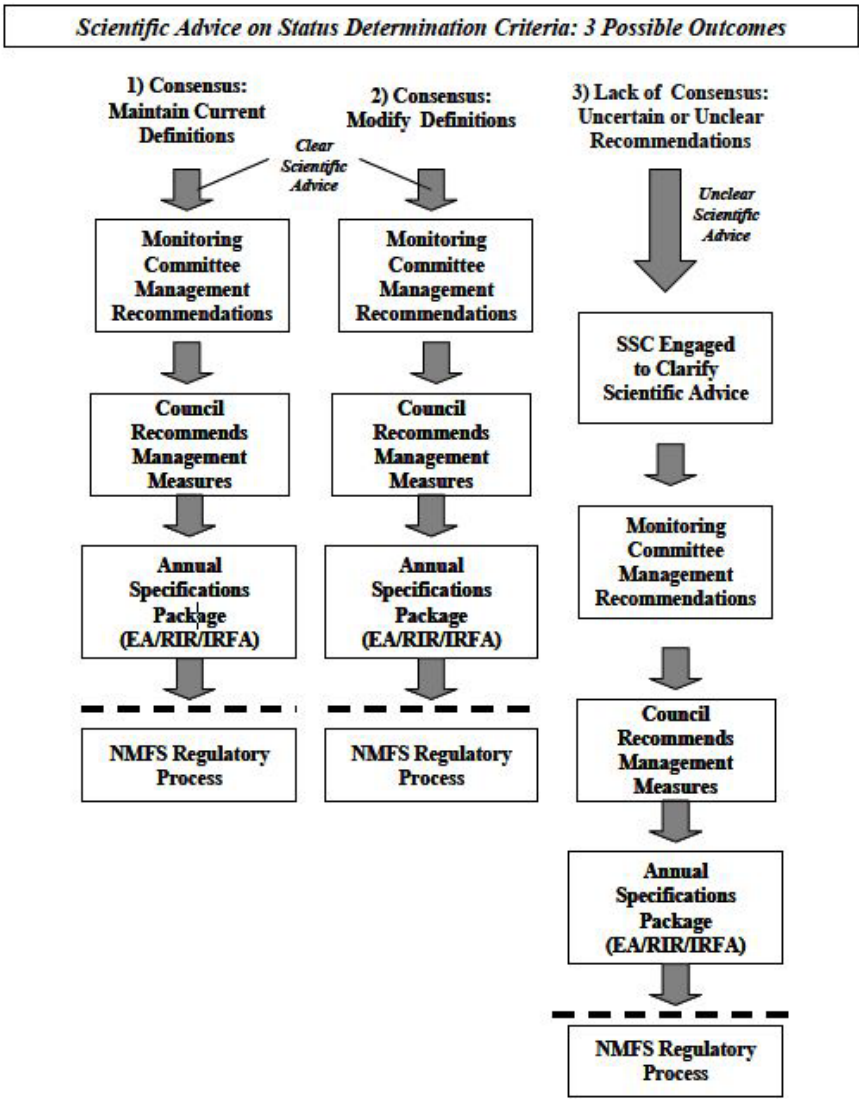 Scientific Advice on Status Determination Criteria: 3 Possible Outcomes
1) Consensus:
Maintain Current
Definitions
Clear
Scientific
Advice
Monitoring
Committee
Management
Recommendations
Council
Recommends
Management
Measures
Annual
Specifications
Package
(EA/RIR/IRFA)
NMFS Regulatory
Process
2) Consensus:
Modify Definitions
Monitoring
Committee
Management
Recommendations
Council
Recommends
Management
Measures
Annual
Specifications
Package
(EA/RIR/IRFA)
NMFS Regulatory
Process
3) Lack of Consensus:
Uncertain or Unclear
Recommendations
Unclear
Scientific
Advice
SSC Engaged
to Clarify
Scientific Advice
Monitoring
Committee
Management
Recommendations
Council
Recommends
Management
Measures
Annual
Specifications
Package
(EA/RIR/IRFA)
NMFS Regulatory
Process